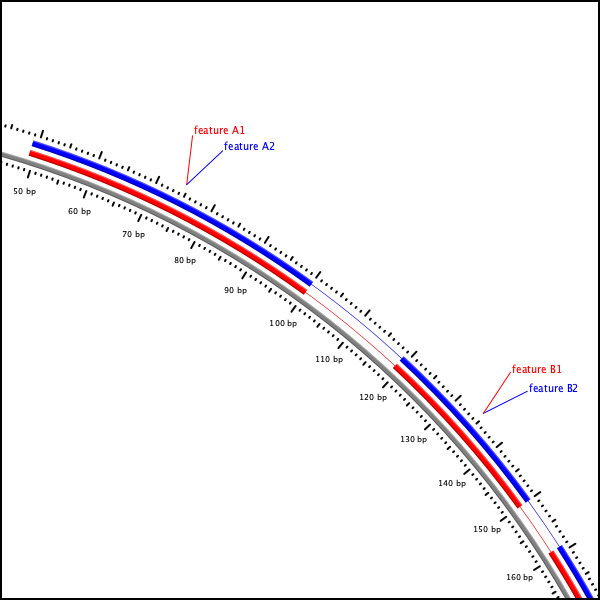 feature A1
feature A2
50 bp
60 bp
70 bp
80 bp
90 bp
100 bp
110 bp
120 bp
feature B1
feature B2
130 bp
140 bp
150 bp
160 bp